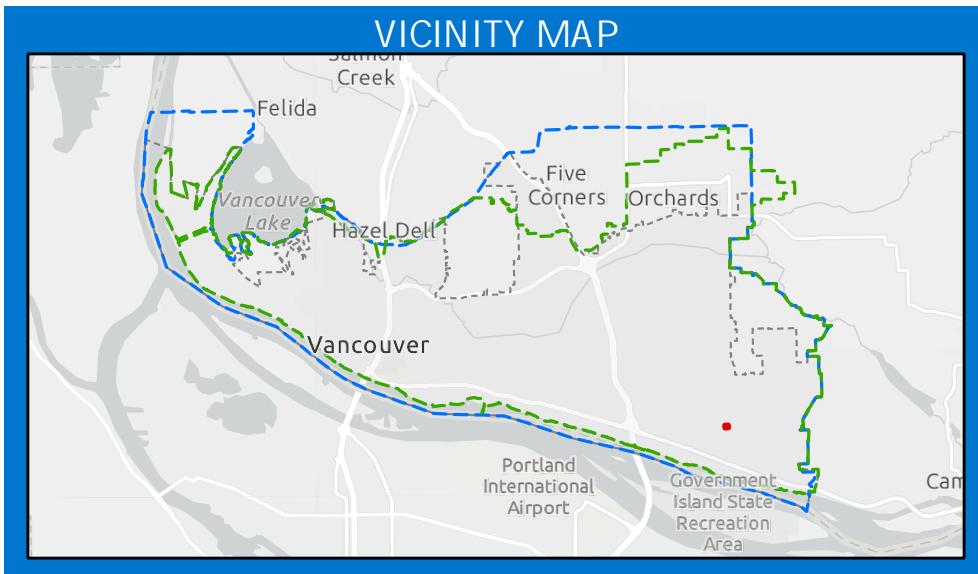 VICINITY MAP
Salmon
Creek
Felida
Five
Corners
Orchards
Vancouver
Lake
Hazel Dell
Vancouver
Portland
International
Airport
Government
Island State
Recreation
Area
Cam